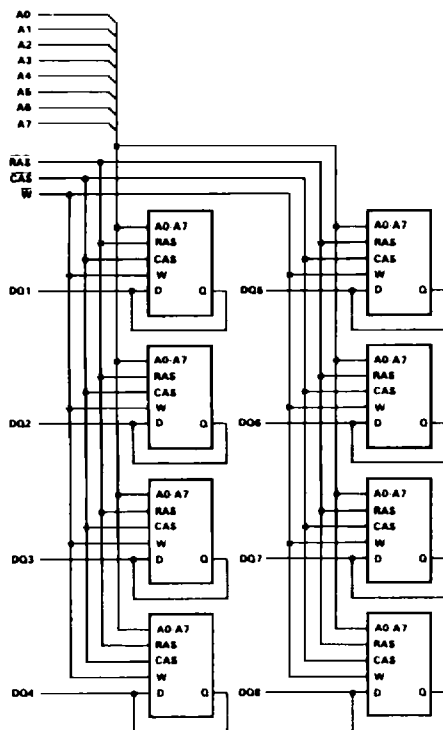 A0
A1
A2
A3
A4
A5
A6
A7
RAS
CAS
W
A0-A7
RAS
CAS
W
D Q
DQ1
A0-A7
RAS
CAS
W
D Q
DQ5
A0-A7
RAS
CAS
W
D Q
DQ2
A0-A7
RAS
CAS
W
D Q
DQ6
A0-A7
RAS
CAS
W
D Q
DQ3
A0-A7
RAS
CAS
W
D Q
DQ7
A0-A7
RAS
CAS
W
D Q
DQ4
A0-A7
RAS
CAS
W
D Q
DQ8